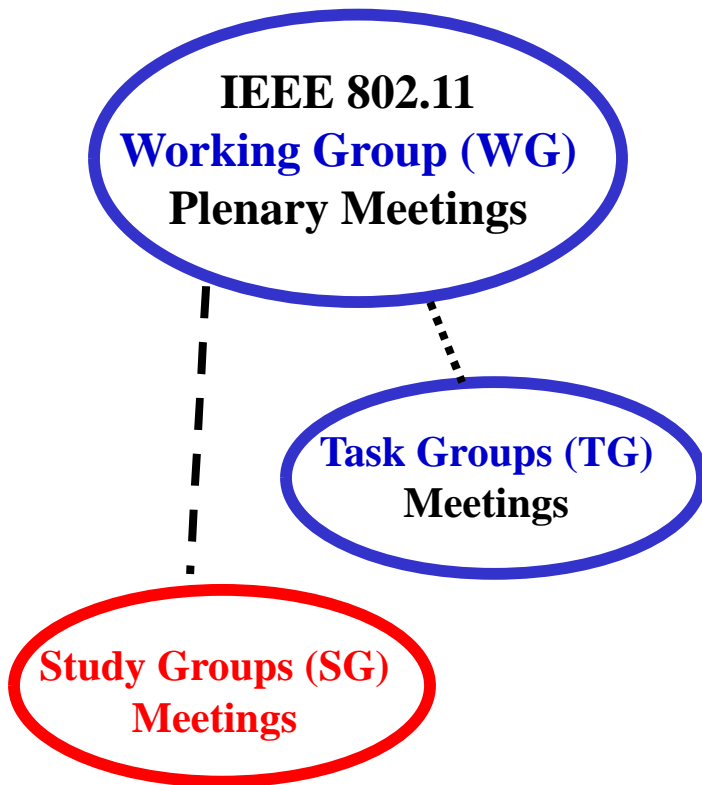 IEEE 802.11
Working Group (WG)
Plenary Meetings
Task Groups (TG)
Meetings
Study Groups (SG)
Meetings